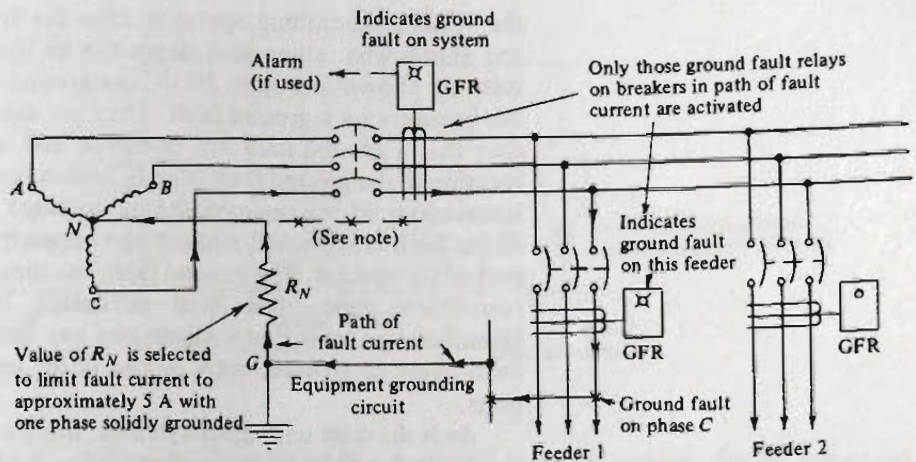 Indicates ground
fault on system
Alarm
(if used)
GFR
Only those ground fault relays
on breakers in path of fault
current are activated
A
B
N
C
(See note)
R_N
Indicates
ground fault
on this feeder
GFR
GFR
Value of R_N is selected
to limit fault current to
approximately 5 A with
one phase solidly grounded
Path of
fault current
G
Equipment grounding
circuit
Ground fault
on phase C
Feeder 1
Feeder 2